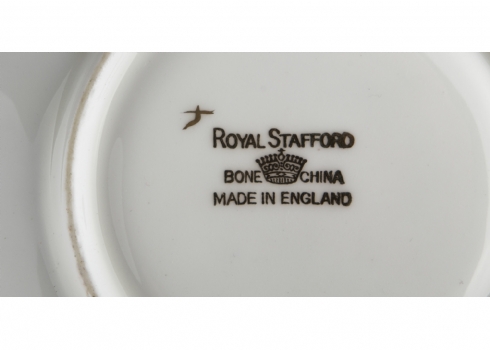 ROYAL STAFFORD
BONE CHINA
MADE IN ENGLAND